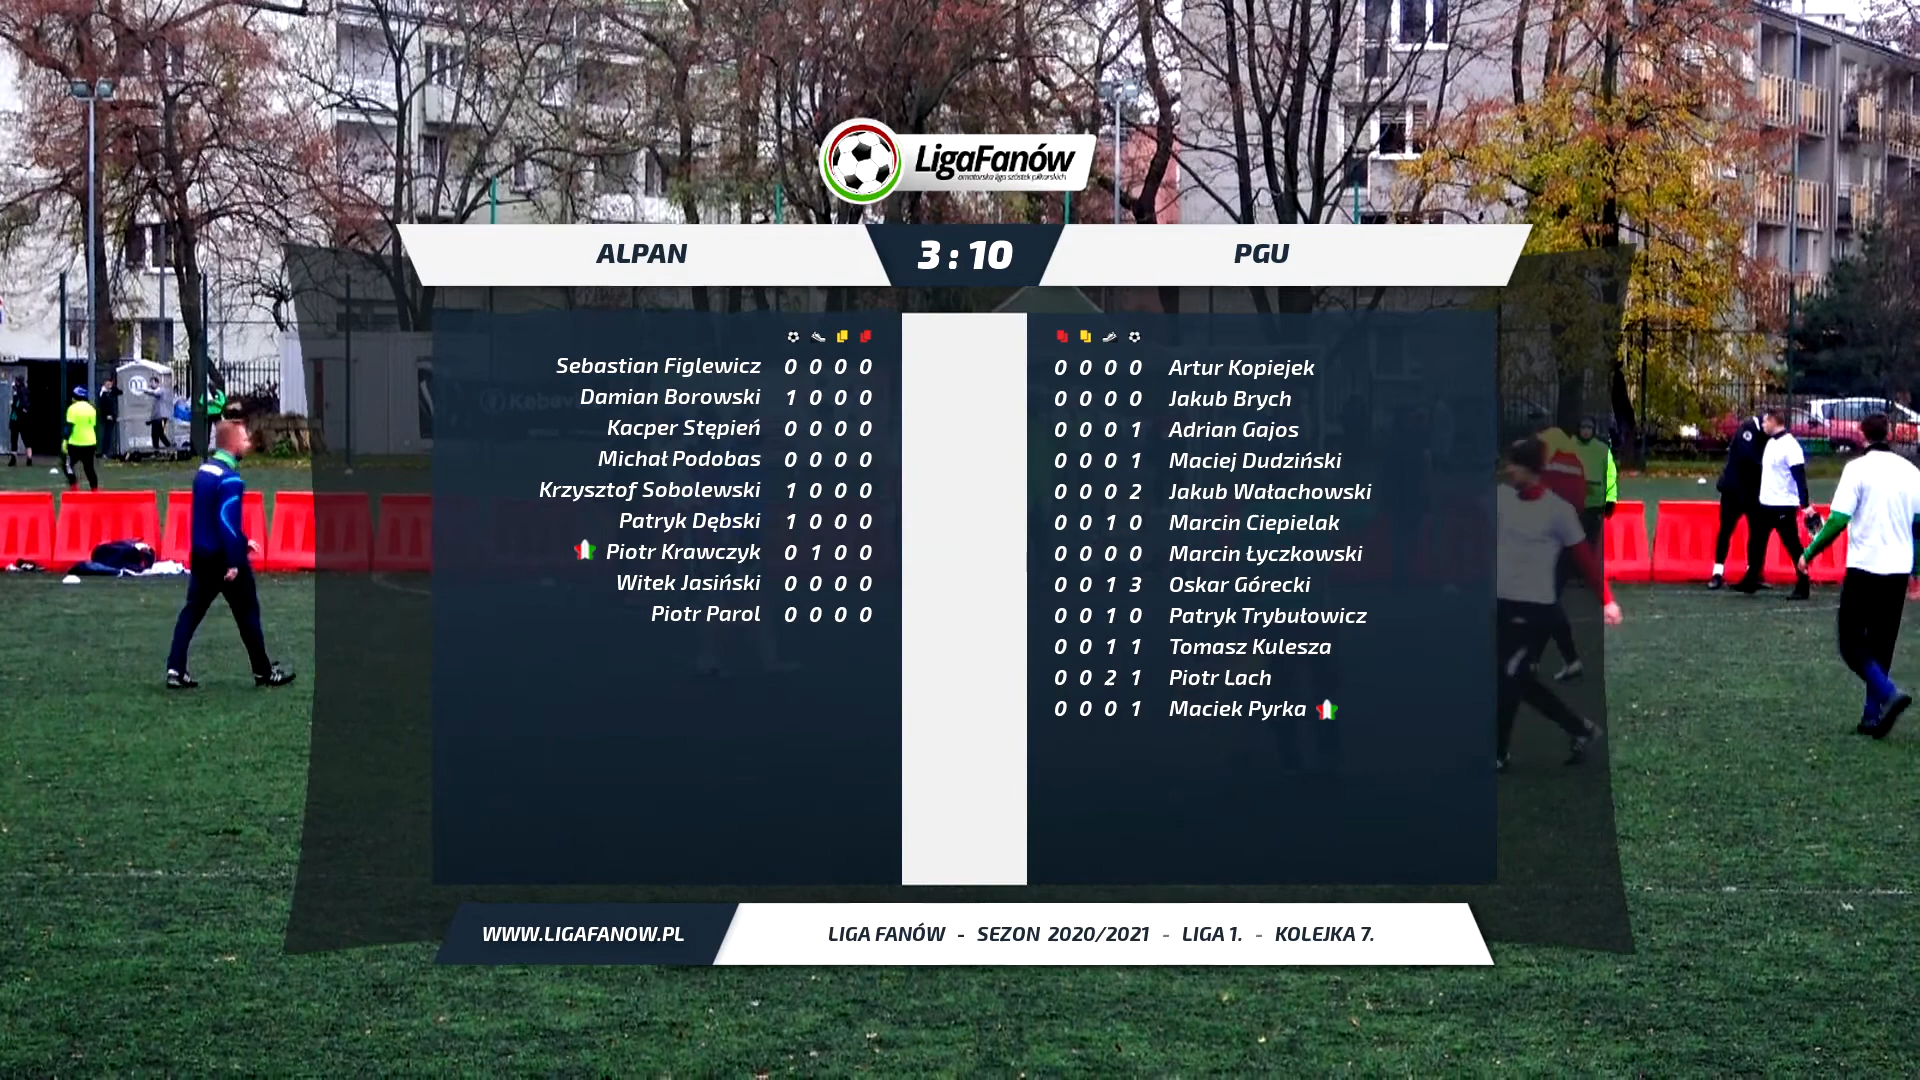 LigaFanów
amatorska liga szóstek piłkarskich
ALPAN 3 : 10 PGU
Sebastian Figlewicz 0 0 0 0
Damian Borowski 1 0 0 0
Kacper Stępień 0 0 0 0
Michał Podobas 0 0 0 0
Krzysztof Sobolewski 1 0 0 0
Patryk Dębski 1 0 0 0
Piotr Krawczyk 0 1 0 0
Witek Jasiński 0 0 0 0
Piotr Parol 0 0 0 0
0 0 0 0 Artur Kopiejek
0 0 0 0 Jakub Brych
0 0 0 1 Adrian Gajos
0 0 0 1 Maciej Dudziński
0 0 0 2 Jakub Wałachowski
0 0 1 0 Marcin Ciepielak
0 0 0 0 Marcin Łyczkowski
0 0 1 3 Oskar Górecki
0 0 1 0 Patryk Trybułowicz
0 0 1 1 Tomasz Kulesza
0 0 2 1 Piotr Lach
0 0 0 1 Maciek Pyrka
WWW.LIGAFANOW.PL
LIGA FANÓW - SEZON 2020/2021 - LIGA 1. - KOLEJKA 7.